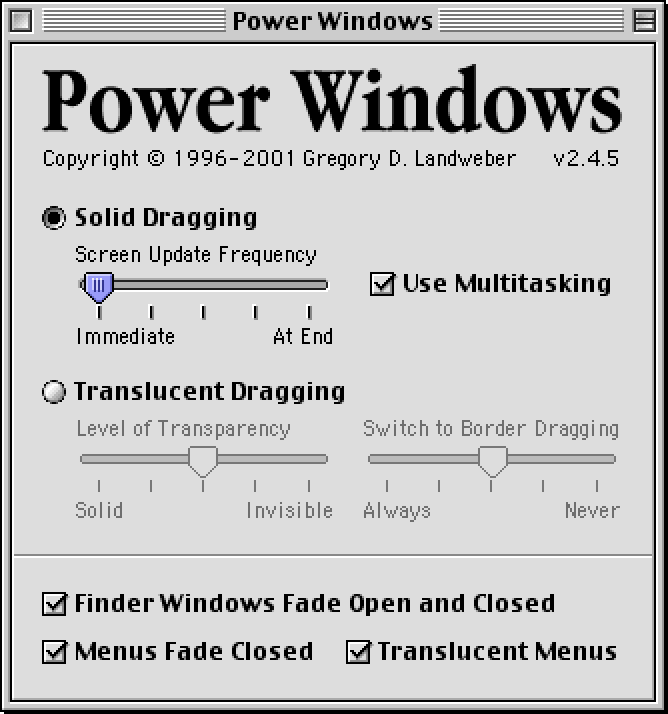 Power Windows
Power Windows
Copyright © 1996-2001 Gregory D. Landweber v2.4.5
Solid Dragging
Screen Update Frequency
Use Multitasking
Immediate At End
Translucent Dragging
Level of Transparency Switch to Border Dragging
Solid Invisible Always Never
Finder Windows Fade Open and Closed
Menus Fade Closed Translucent Menus